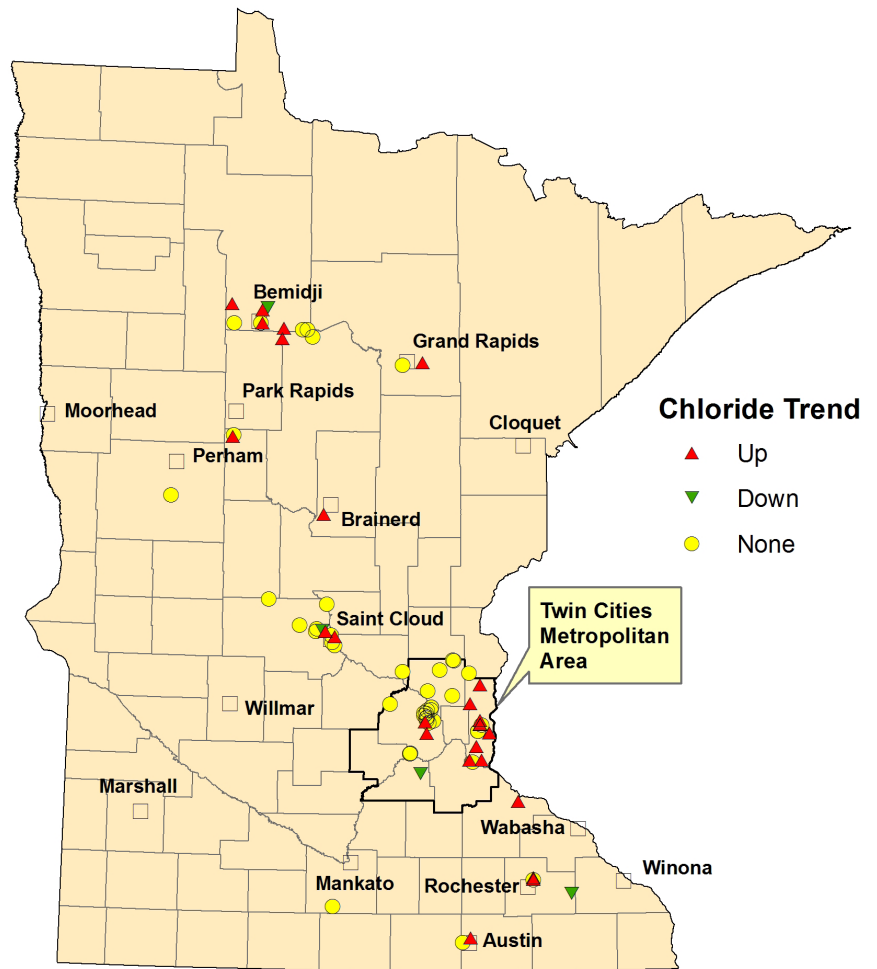 Bemidji
Grand Rapids
Park Rapids
Moorhead
Chloride Trend
Cloquet
Up
Perham
Down
Brainerd
None
Saint Cloud
Twin Cities
Metropolitan
Area
Willmar
Marshall
Wabasha
Winona
Mankato
Rochester
Austin